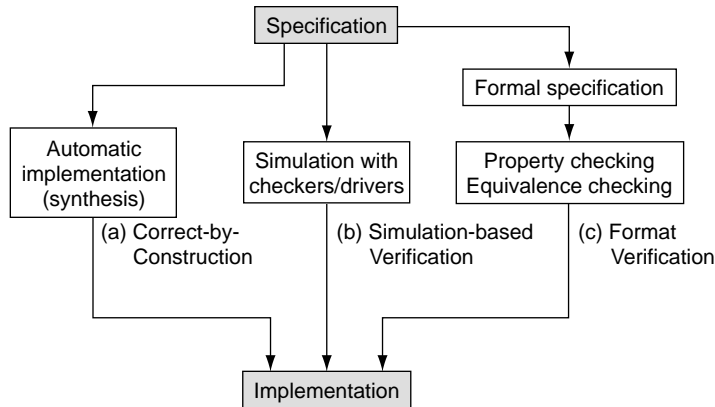 Specification
Formal specification
Automatic
implementation
(synthesis)
Simulation with
checkers/drivers
Property checking
Equivalence checking
(a) Correct-by-
Construction
(b) Simulation-based
Verification
(c) Format
Verification
Implementation